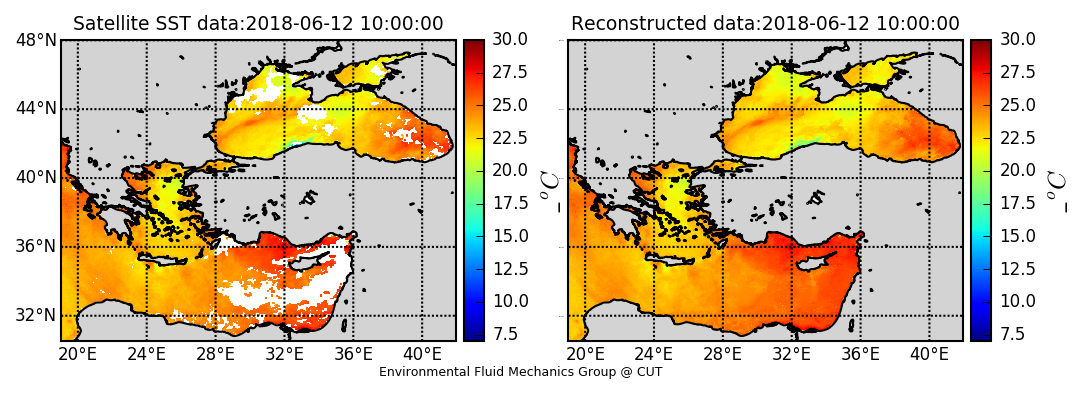 Satellite SST data:2018-06-12 10:00:00
48°N
44°N
40°N
36°N
32°N
20°E 24°E 28°E 32°E 36°E 40°E
30.0
27.5
25.0
22.5
20.0
17.5
15.0
12.5
10.0
7.5
_ °C
Reconstructed data:2018-06-12 10:00:00
20°E 24°E 28°E 32°E 36°E 40°E
30.0
27.5
25.0
22.5
20.0
17.5
15.0
12.5
10.0
7.5
_ °C
Environmental Fluid Mechanics Group @ CUT